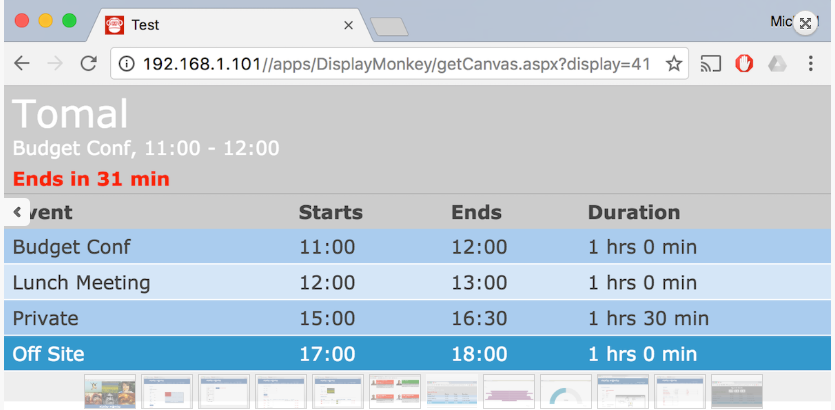 Test
192.168.1.101//apps/DisplayMonkey/getCanvas.aspx?display=41
Tomal
Budget Conf, 11:00 - 12:00
Ends in 31 min
Starts Ends Duration
Budget Conf 11:00 12:00 1 hrs 0 min
Lunch Meeting 12:00 13:00 1 hrs 0 min
Private 15:00 16:30 1 hrs 30 min
Off Site 17:00 18:00 1 hrs 0 min